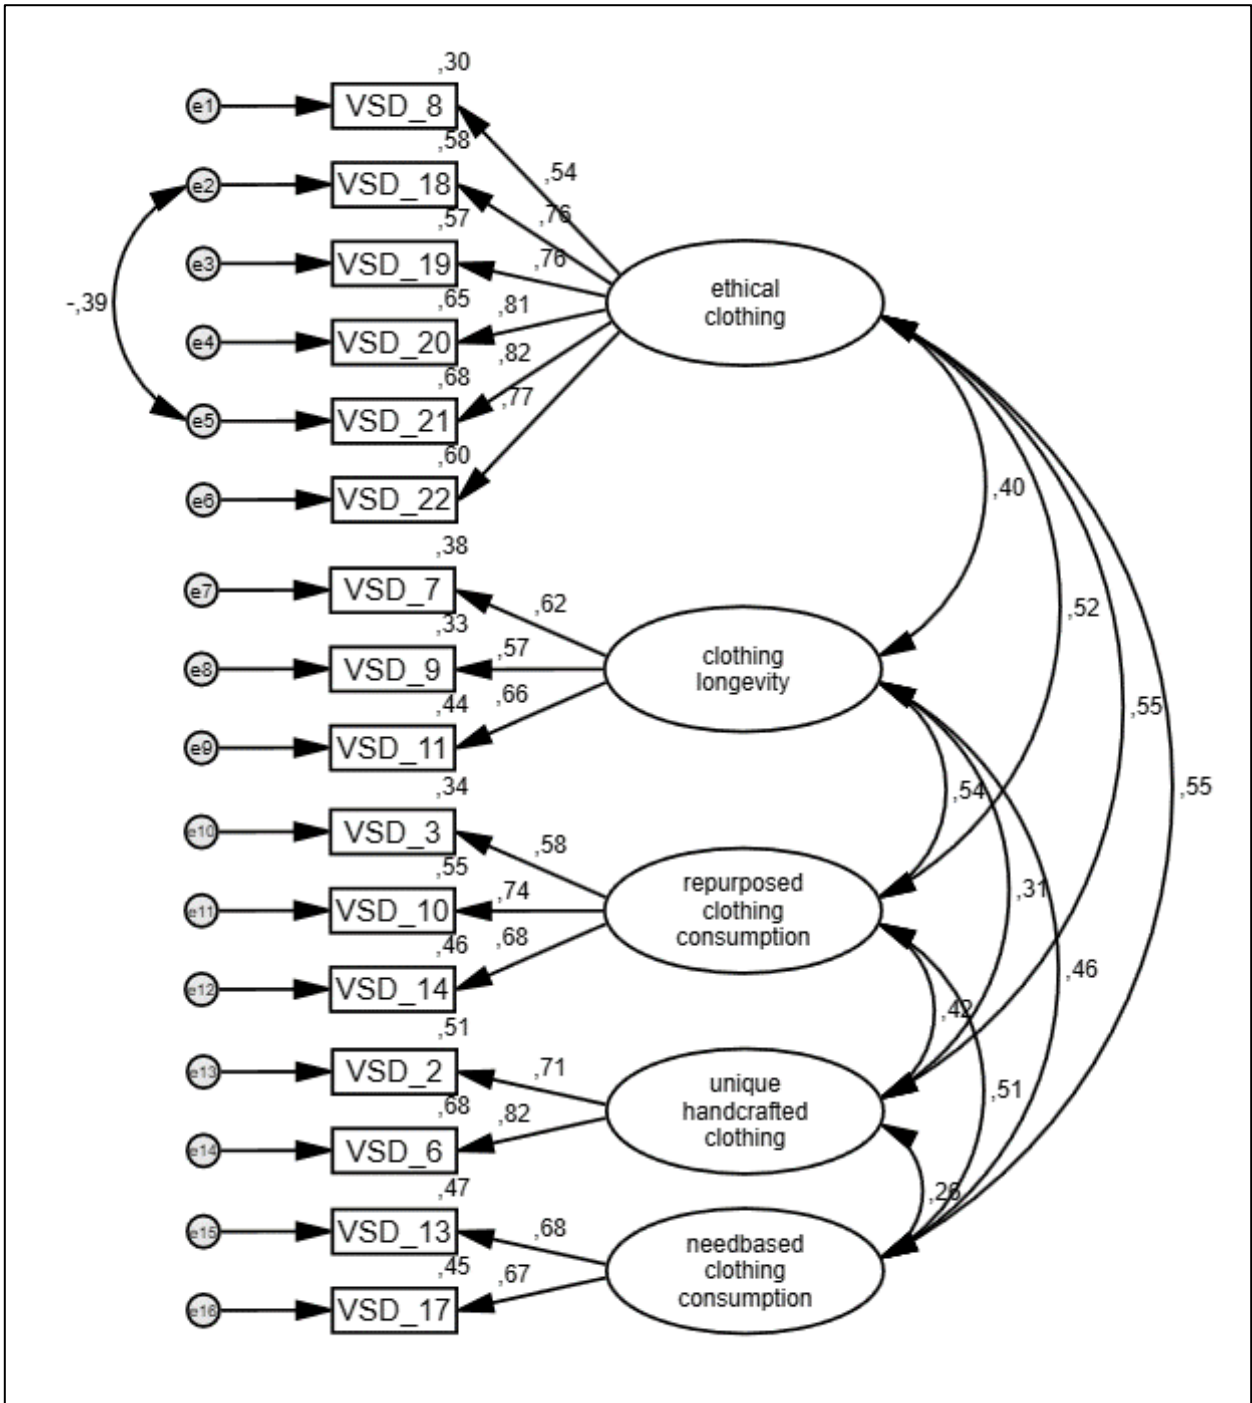 ,30
e1
VSD_8
,58
,54
e2
VSD_18
,76
,57
e3
VSD_19
,76
ethical
clothing
-,39
,65
,81
e4
VSD_20
,82
,68
,77
e5
VSD_21
,60
e6
VSD_22
,40
,38
e7
VSD_7
,62
,52
,33
e8
VSD_9
,57
clothing
longevity
,66
,44
,55
e9
VSD_11
,34
,54
,55
e10
VSD_3
,58
,55
,74
repurposed
clothing
consumption
,31
e11
VSD_10
,68
,46
,46
e12
VSD_14
,42
,51
e13
VSD_2
,71
unique
handcrafted
clothing
,51
,68
,82
e14
VSD_6
,47
,26
e15
VSD_13
,68
needbased
clothing
consumption
,45
,67
e16
VSD_17